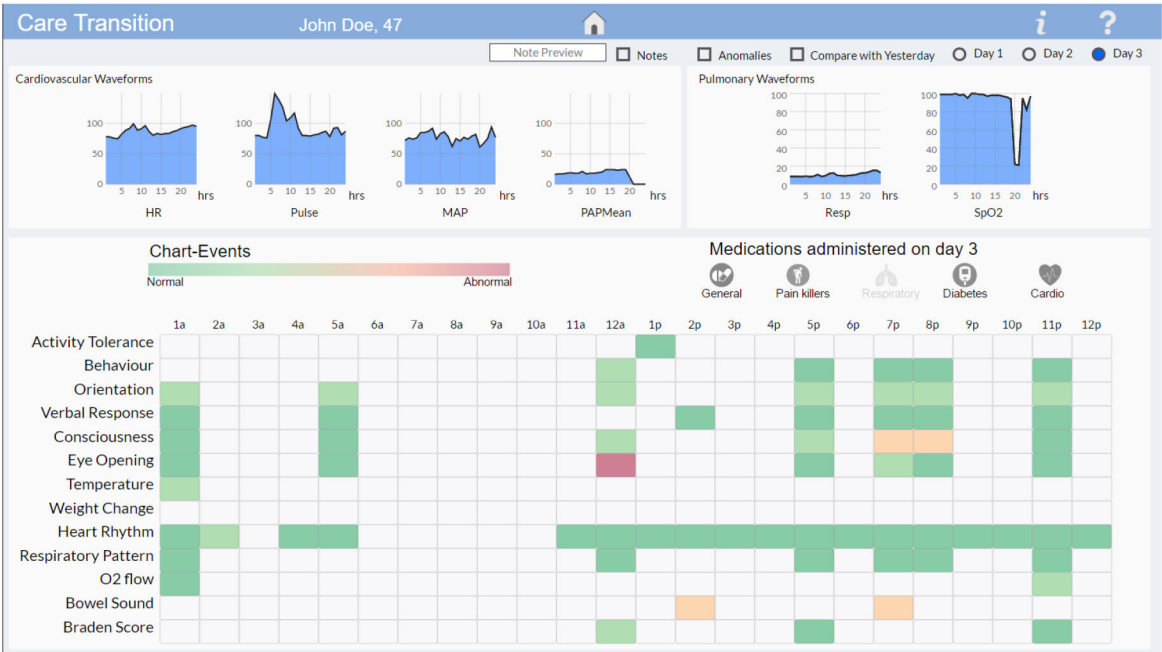 Care Transition John Doe, 47 i ?
Note Preview Notes Anomalies Compare with Yesterday Day 1 Day 2 Day 3
Cardiovascular Waveforms
100
50
0
5 10 15 20 hrs
HR
100
50
0
5 10 15 20 hrs
Pulse
100
50
0
5 10 15 20 hrs
MAP
100
50
0
5 10 15 20 hrs
PAPMean
Pulmonary Waveforms
100
80
60
40
20
0
5 10 15 20 hrs
Resp
100
80
60
40
20
0
5 10 15 20 hrs
SpO2
Chart-Events
Normal Abnormal
Medications administered on day 3
General Pain killers Respiratory Diabetes Cardio
1a 2a 3a 4a 5a 6a 7a 8a 9a 10a 11a 12a 1p 2p 3p 4p 5p 6p 7p 8p 9p 10p 11p 12p
Activity Tolerance
Behaviour
Orientation
Verbal Response
Consciousness
Eye Opening
Temperature
Weight Change
Heart Rhythm
Respiratory Pattern
O2 flow
Bowel Sound
Braden Score